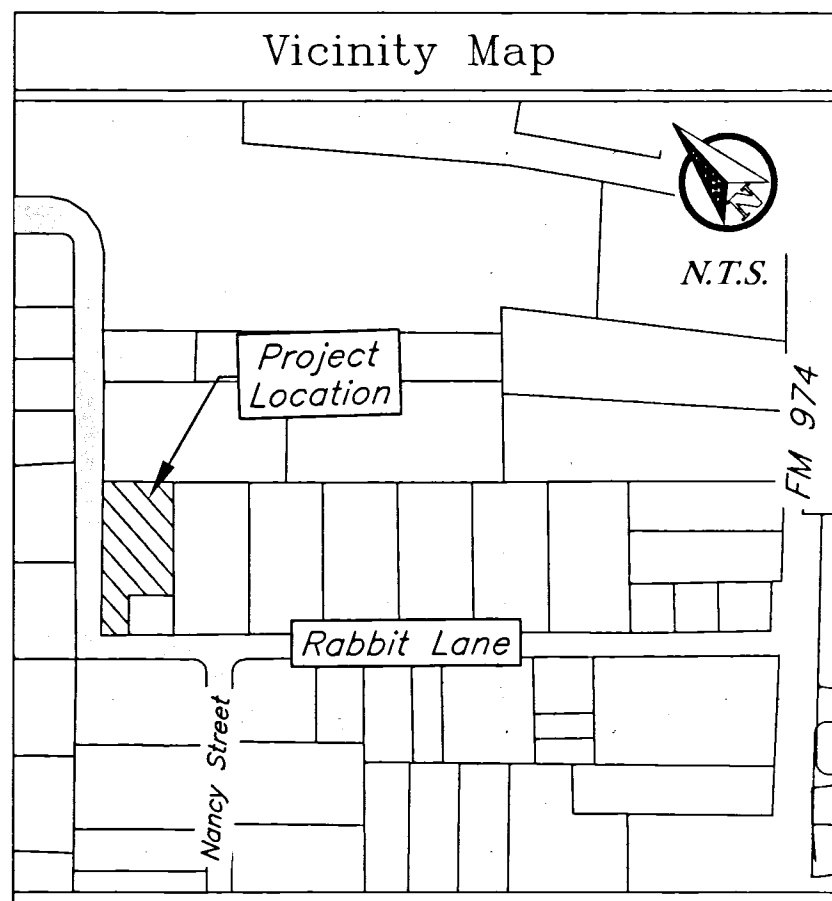 Vicinity Map
N
N.T.S.
Project
Location
FM 974
Rabbit Lane
Nancy Street